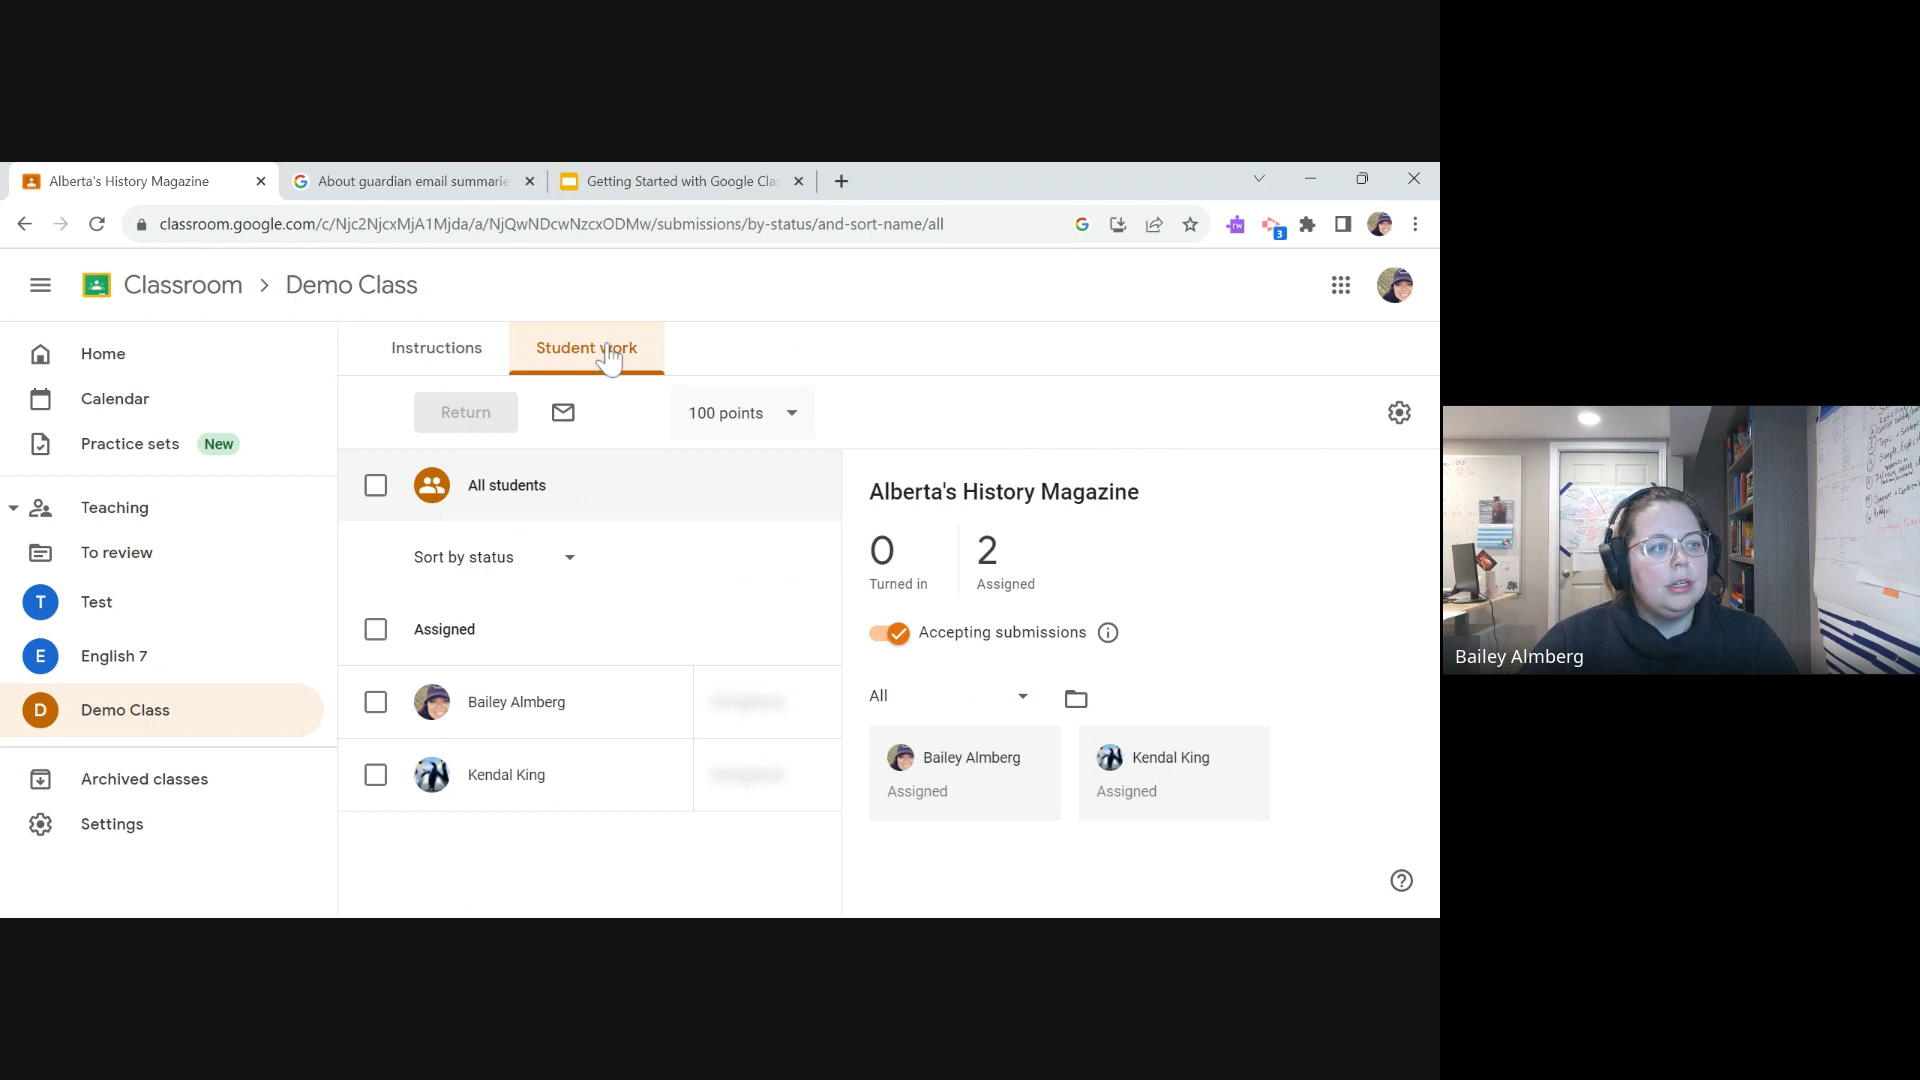 Alberta's History Magazine
About guardian email summarie
Getting Started with Google Cla
classroom.google.com/c/Njc2NjcxMjA1Mjda/a/NjQwNDcwNzcxODMw/submissions/by-status/and-sort-name/all
rw
3
Classroom > Demo Class
Home
Calendar
Practice sets New
Teaching
To review
T Test
E English 7
D Demo Class
Archived classes
Settings
Instructions
Student work
Return
100 points
All students
Sort by status
Assigned
Bailey Almberg
Kendal King
Alberta's History Magazine
0
Turned in
2
Assigned
Accepting submissions
All
Bailey Almberg
Assigned
Kendal King
Assigned
Bailey Almberg